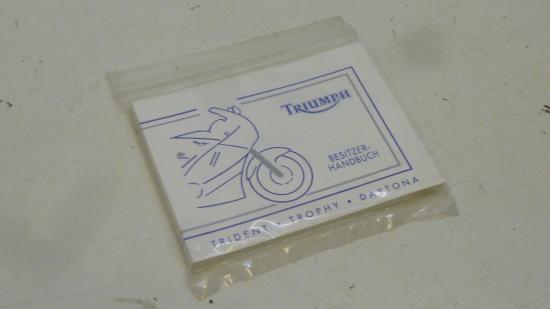 TRIUMPH
BESITZER-
HANDBUCH
TRIDENT • TROPHY • DAYTONA